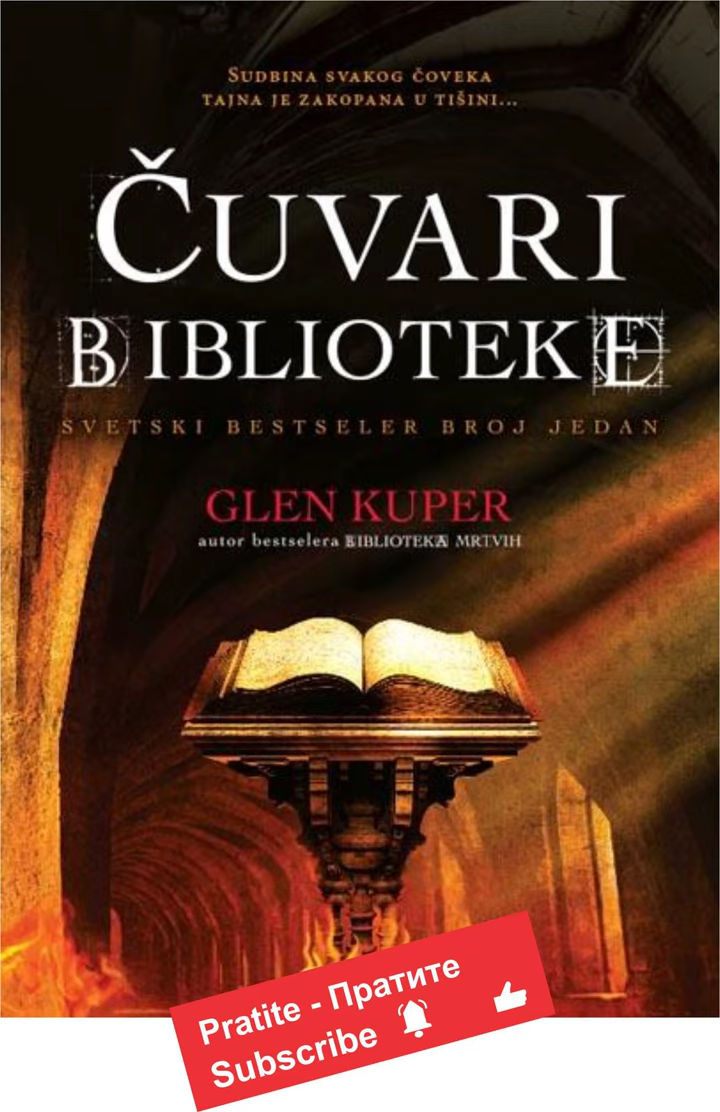 SUDBINA SVAKOG ČOVEKA
TAJNA JE ZAKOPANA U TIŠINI...
ČUVARI
BIBLIOTEKE
SVETSKI BESTSELER BROJ JEDAN
GLEN KUPER
autor bestselera BIBLIOTEKA MRTVIH
Pratite - Пратите
Subscribe